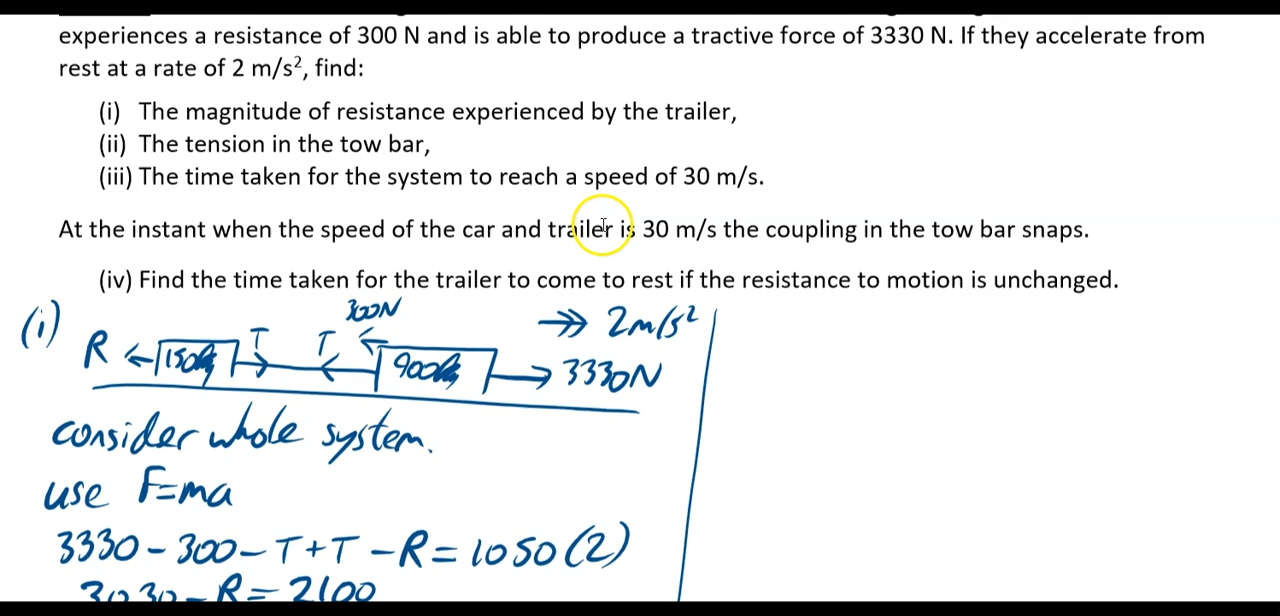 experiences a resistance of 300 N and is able to produce a tractive force of 3330 N. If they accelerate from
rest at a rate of 2 m/s², find:
(i) The magnitude of resistance experienced by the trailer,
(ii) The tension in the tow bar,
(iii) The time taken for the system to reach a speed of 30 m/s.
At the instant when the speed of the car and trailer is 30 m/s the coupling in the tow bar snaps.
(iv) Find the time taken for the trailer to come to rest if the resistance to motion is unchanged.
(i)
300N
2m/s²
R 150kg T T 900kg 3330N
consider whole system.
use F=ma
3330-300-T+T-R=1050(2)
3030-R=2100